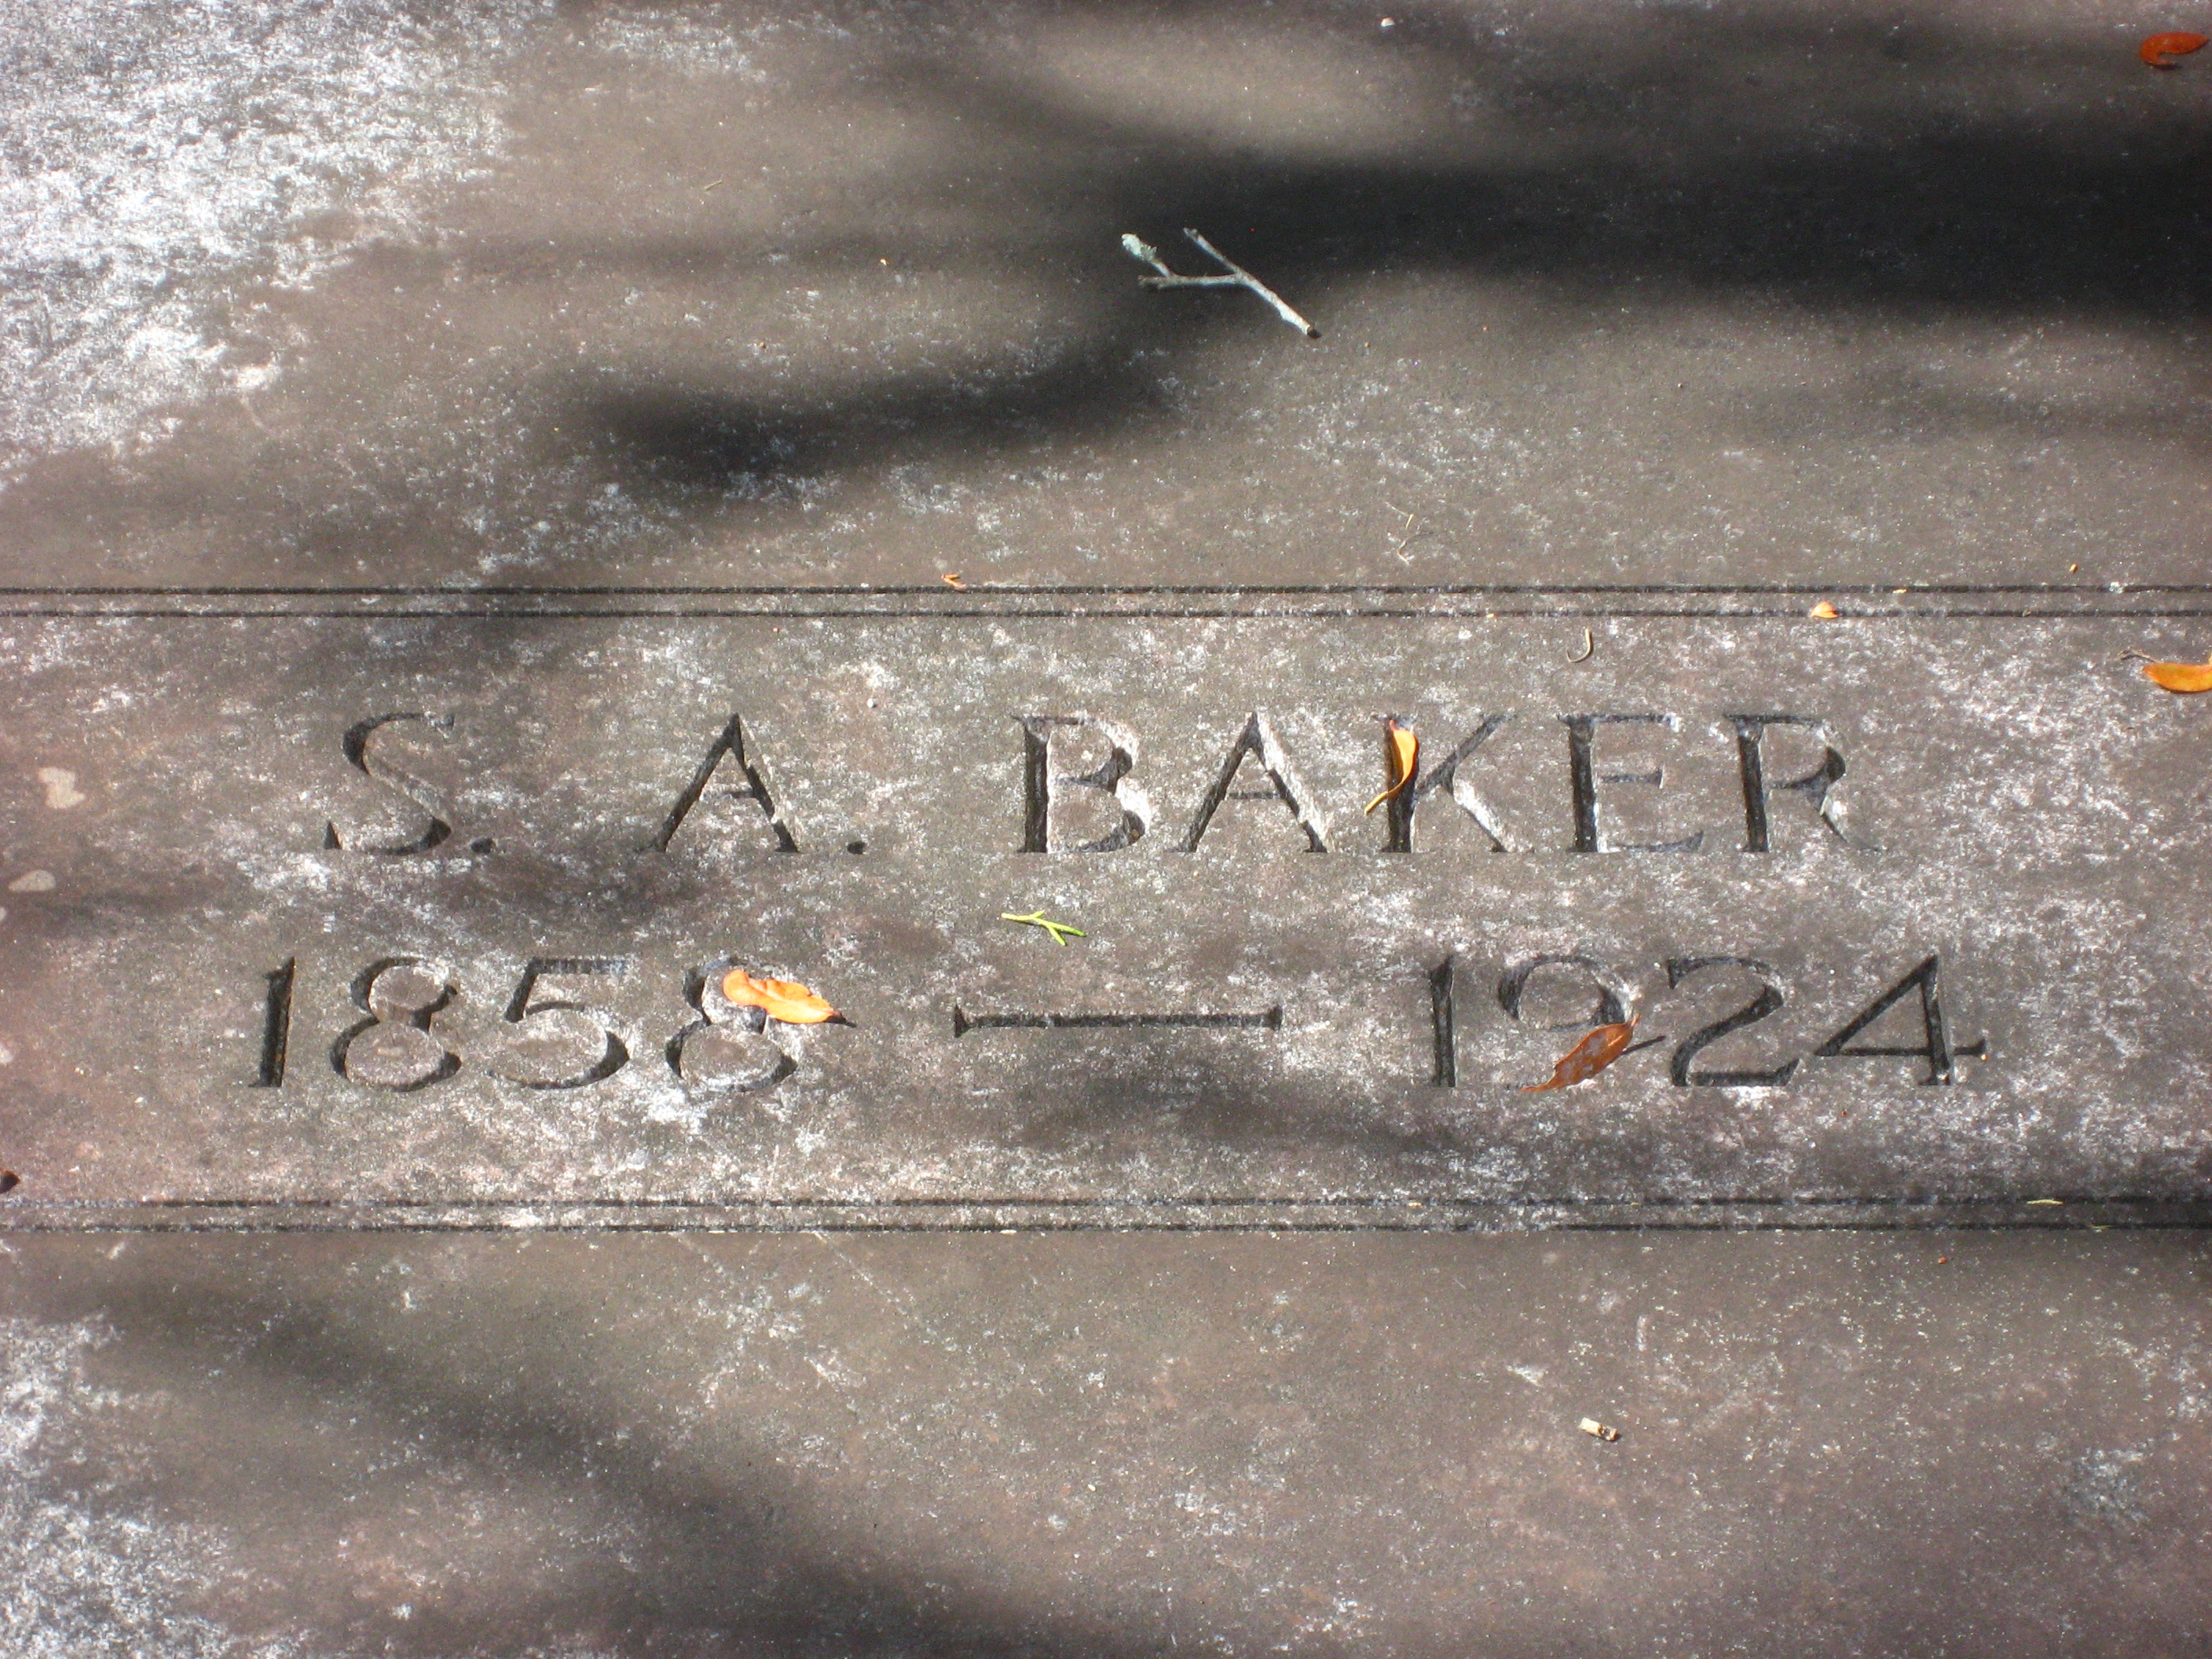 S. A. BAKER
1858 — 1924